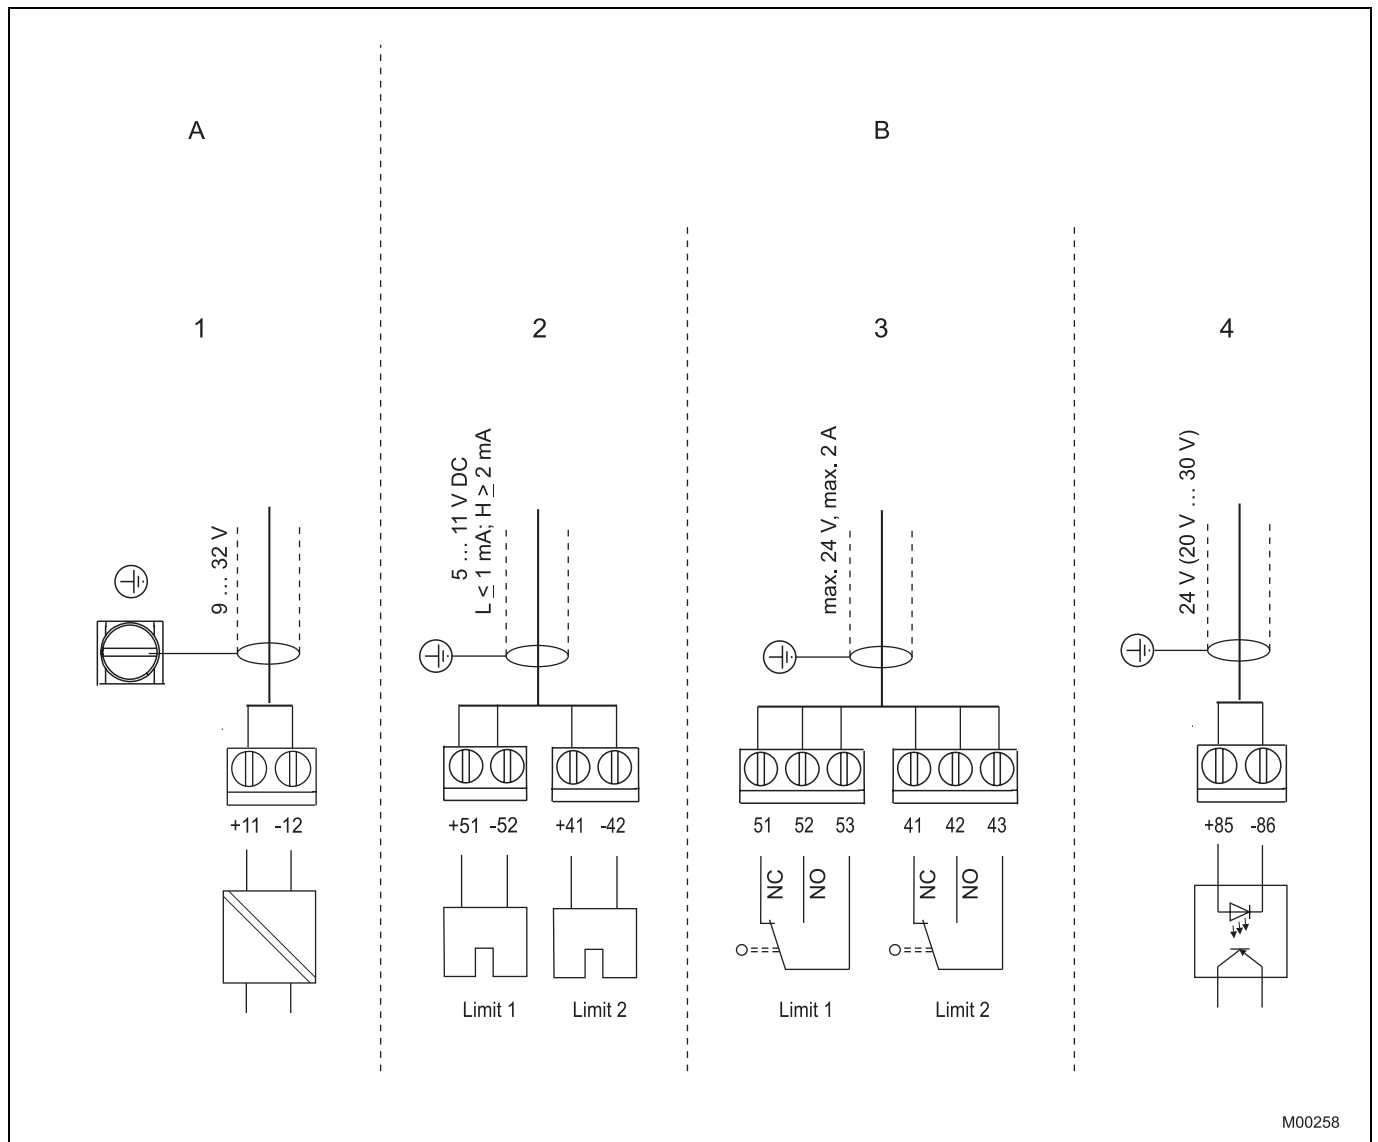 A
B
1
2
3
4
9 ... 32 V
5 ... 11 V DC
L ≤ 1 mA; H ≥ 2 mA
max. 24 V, max. 2 A
24 V (20 V ... 30 V)
+11 -12
+51 -52
+41 -42
51 52 53
41 42 43
+85 -86
NC
NO
NC
NO
Limit 1
Limit 2
Limit 1
Limit 2
M00258